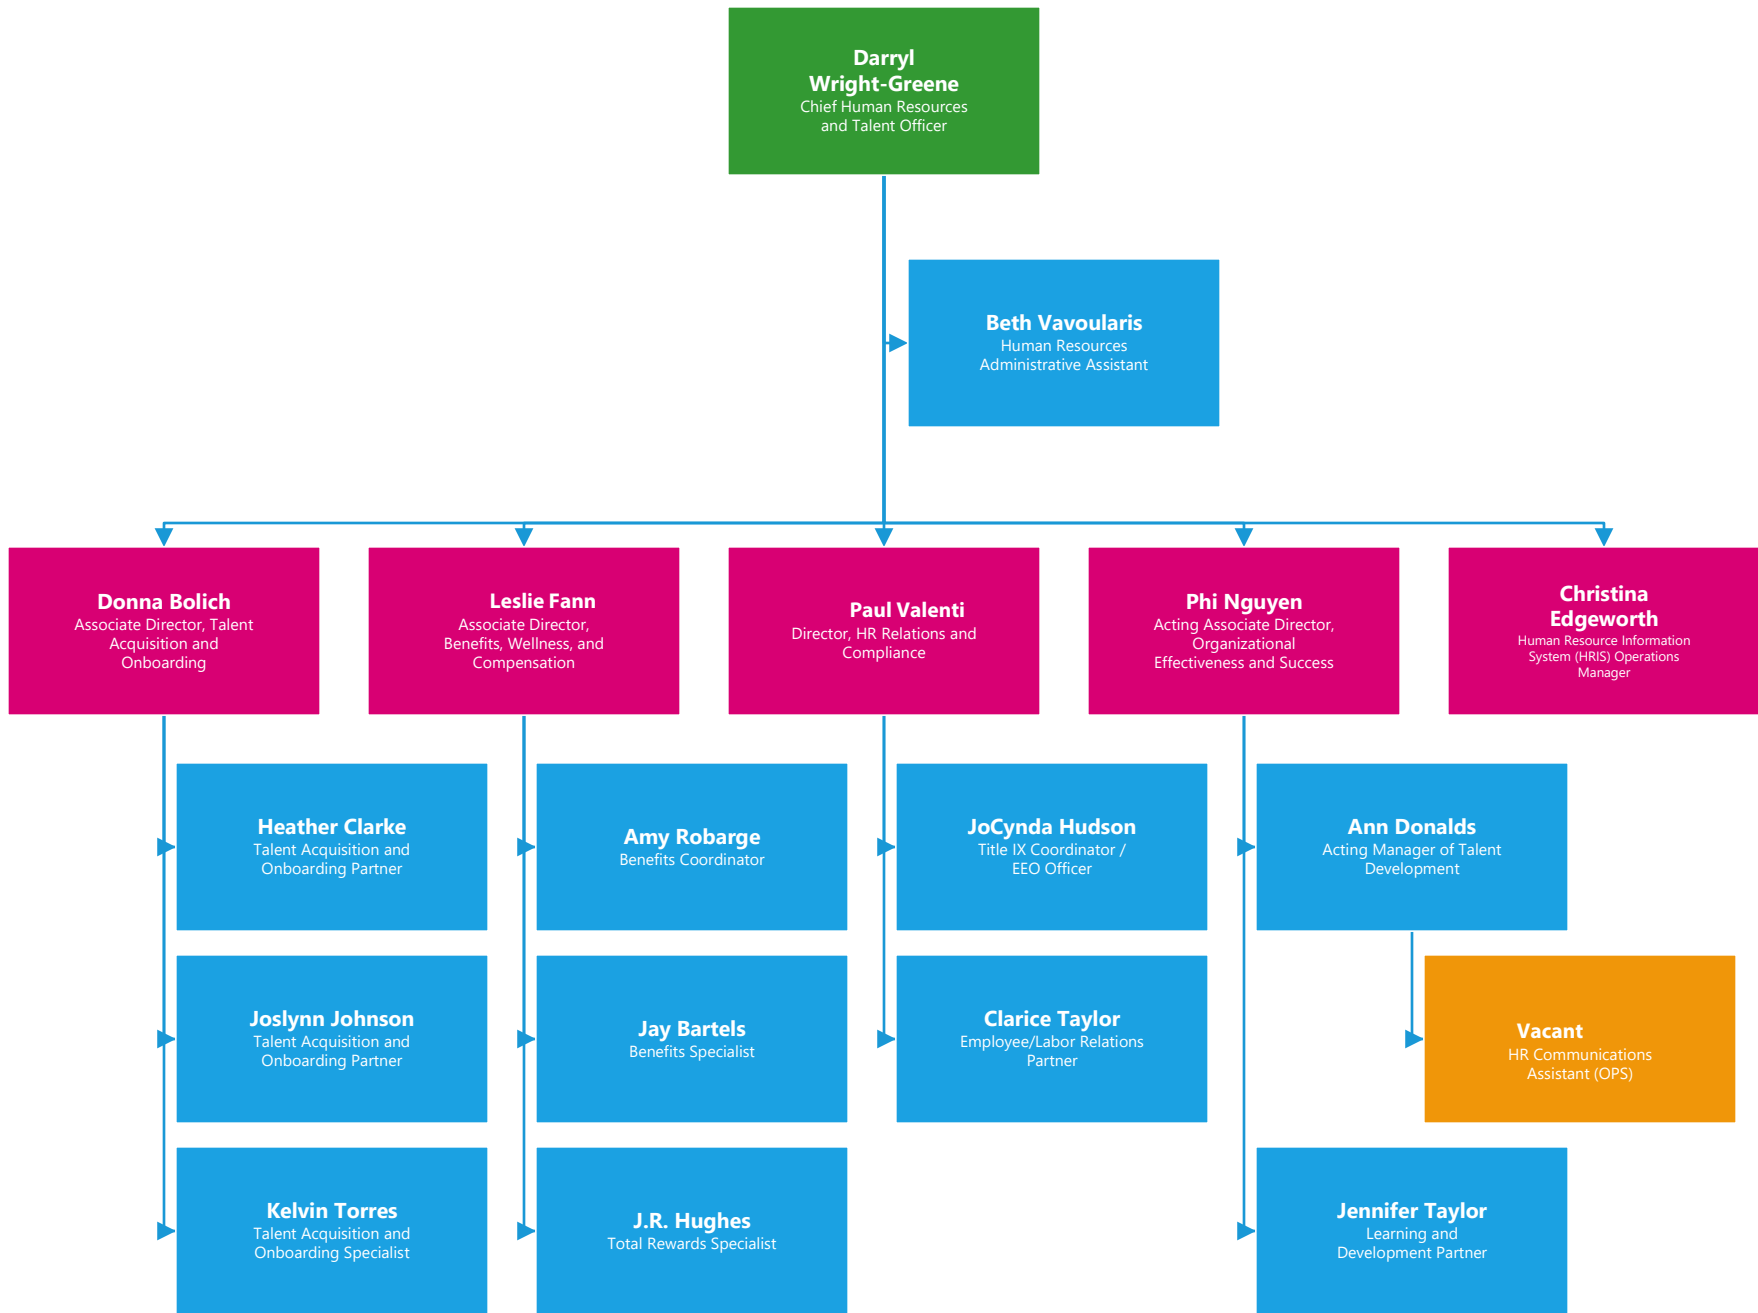 Darryl
Wright-Greene
Chief Human Resources
and Talent Officer
Beth Vavoularis
Human Resources
Administrative Assistant
Donna Bolich
Associate Director, Talent
Acquisition and
Onboarding
Leslie Fann
Associate Director,
Benefits, Wellness, and
Compensation
Paul Valenti
Director, HR Relations and
Compliance
Phi Nguyen
Acting Associate Director,
Organizational
Effectiveness and Success
Christina
Edgeworth
Human Resource Information
System (HRIS) Operations
Manager
Heather Clarke
Talent Acquisition and
Onboarding Partner
Amy Robarge
Benefits Coordinator
JoCynda Hudson
Title IX Coordinator /
EEO Officer
Ann Donalds
Acting Manager of Talent
Development
Joslynn Johnson
Talent Acquisition and
Onboarding Partner
Jay Bartels
Benefits Specialist
Clarice Taylor
Employee/Labor Relations
Partner
Vacant
HR Communications
Assistant (OPS)
Kelvin Torres
Talent Acquisition and
Onboarding Specialist
J.R. Hughes
Total Rewards Specialist
Jennifer Taylor
Learning and
Development Partner